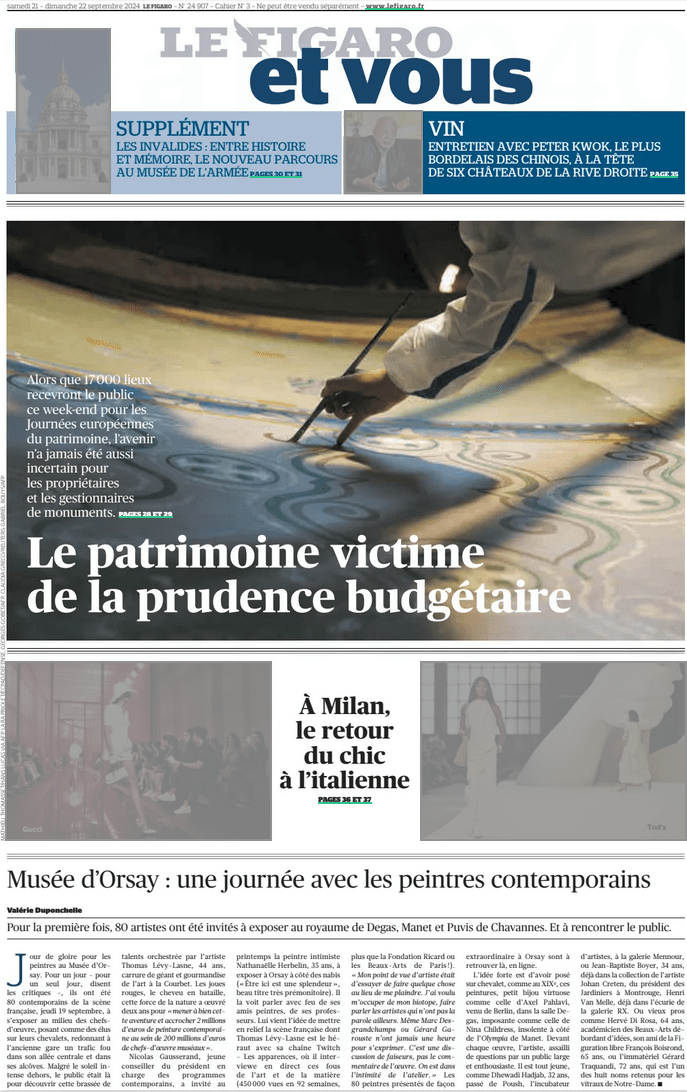 samedi 21 – dimanche 22 septembre 2024 LE FIGARO – N° 24 907 – Cahier N° 3 – Ne peut être vendu séparément – www.lefigaro.fr
LE FIGARO
et vous
SUPPLÉMENT
LES INVALIDES : ENTRE HISTOIRE
ET MÉMOIRE, LE NOUVEAU PARCOURS
AU MUSÉE DE L'ARMÉE PAGES 30 ET 31
VIN
ENTRETIEN AVEC PETER KWOK, LE PLUS
BORDELAIS DES CHINOIS, À LA TÊTE
DE SIX CHÂTEAUX DE LA RIVE DROITE PAGE 35
Alors que 17 000 lieux
recevront le public
ce week-end pour les
Journées européennes
du patrimoine, l'avenir
n'a jamais été aussi
incertain pour
les propriétaires
et les gestionnaires
de monuments. PAGES 28 ET 29
Le patrimoine victime
de la prudence budgétaire
Gucci
À Milan,
le retour
du chic
à l'italienne
PAGES 36 ET 37
Tod's
Musée d'Orsay : une journée avec les peintres contemporains
Valérie Duponchelle
Pour la première fois, 80 artistes ont été invités à exposer au royaume de Degas, Manet et Puvis de Chavannes. Et à rencontrer le public.
Jour de gloire pour les
peintres au Musée d'Or-
say. Pour un jour – pour
un seul jour, disent
les critiques –, ils ont été
80 contemporains de la scène
française, jeudi 19 septembre, à
s'exposer au milieu des chefs-
d'œuvre, posant comme des élus
sur leurs chevalets, redonnant à
l'ancienne gare un trafic fou
dans son allée centrale et dans
ses alcôves. Malgré le soleil in-
tense dehors, le public était là
pour découvrir cette brassée de
talents orchestrée par l'artiste
Thomas Lévy-Lasne, 44 ans,
carrure de géant et gourmandise
de l'art à la Courbet. Les joues
rouges, le cheveu en bataille,
cette force de la nature a œuvré
deux ans pour « mener à bien cet-
te aventure et accrocher 2 millions
d'euros de peinture contemporai-
ne au sein de 200 millions d'euros
de chefs-d'œuvre muséaux ».
Nicolas Gausserand, jeune
conseiller du président en
charge des programmes
contemporains, a invité au
printemps la peintre intimiste
Nathanaëlle Herbelin, 35 ans, à
exposer à Orsay à côté des nabis
(« Être ici est une splendeur »,
beau titre très prémonitoire). Il
la voit parler avec feu de ses
amis peintres, de ses profes-
seurs. Lui vient l'idée de mettre
en relief la scène française dont
Thomas Lévy-Lasne est le hé-
raut avec sa chaîne Twitch
- Les apparences, où il inter-
viewe en direct ces fous
de l'art et de la matière
(450 000 vues en 92 semaines,
plus que la Fondation Ricard ou
les Beaux-Arts de Paris !).
« Mon point de vue d'artiste était
d'essayer de faire quelque chose
au lieu de me plaindre. J'ai voulu
m'occuper de mon biotope, faire
parler les artistes qui n'ont pas la
parole ailleurs. Même Marc Des-
grandchamps ou Gérard Ga-
rouste n'ont jamais une heure
pour s'exprimer. C'est une dis-
cussion de faiseurs, pas le com-
mentaire de l'œuvre. On est dans
l'intimité de l'atelier. » Les
80 peintres présentés de façon
extraordinaire à Orsay sont à
retrouver là, en ligne.
L'idée forte est d'avoir posé
sur chevalet, comme au XIXe, ces
peintures, petit bijou virtuose
comme celle d'Axel Pahlavi,
venu de Berlin, dans la salle De-
gas, imposante comme celle de
Nina Childress, insolente à côté
de l'Olympia de Manet. Devant
chaque œuvre, l'artiste, assailli
de questions par un public large
et enthousiaste. Il est tout jeune,
comme Dhewadi Hadjab, 32 ans,
passé de Paris, l'incubateur
d'artistes, à la galerie Mennour,
ou Jean-Baptiste Boyer, 34 ans,
déjà dans la collection de l'artiste
Johan Creten, du président des
Jardiniers à Montrouge, Henri
Van Melle, déjà dans l'écurie de
la galerie RX. Ou vieux pros
comme Hervé Di Rosa, 64 ans,
académicien des Beaux-Arts dé-
bordant d'idées, son ami de la Fi-
guration libre François Boisrond,
65 ans, ou l'immatériel Gérard
Traquandi, 72 ans, qui est l'un
des huit noms retenus pour les
vitraux de Notre-Dame. ■